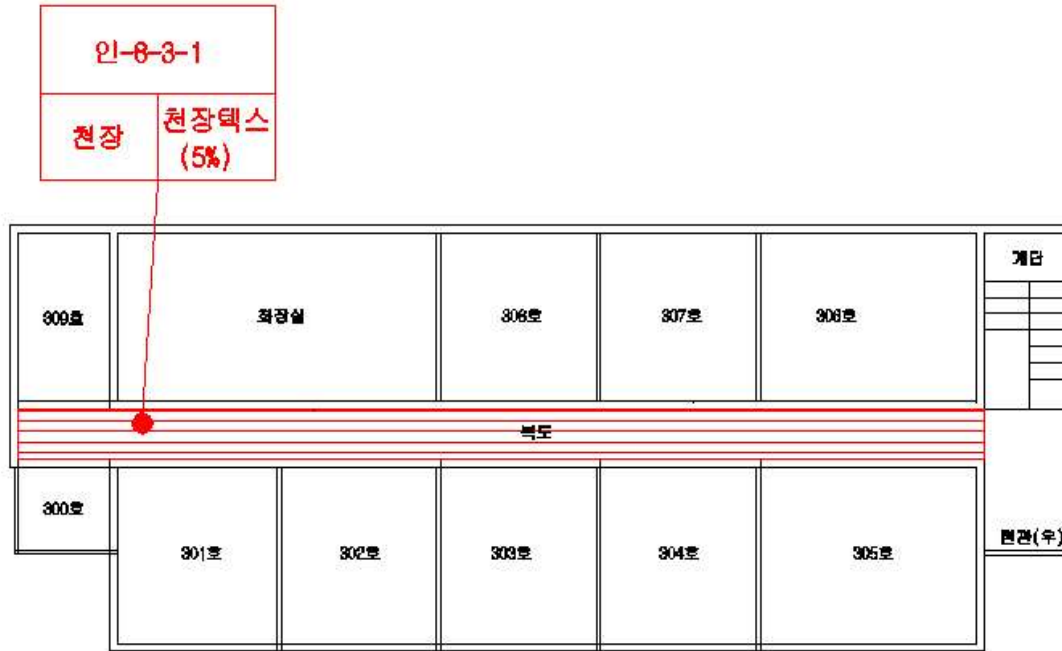 인-8-3-1
천장
천장텍스
(5%)
계단
309호
화장실
308호
307호
306호
복도
300호
301호
302호
303호
304호
305호
현관(우)